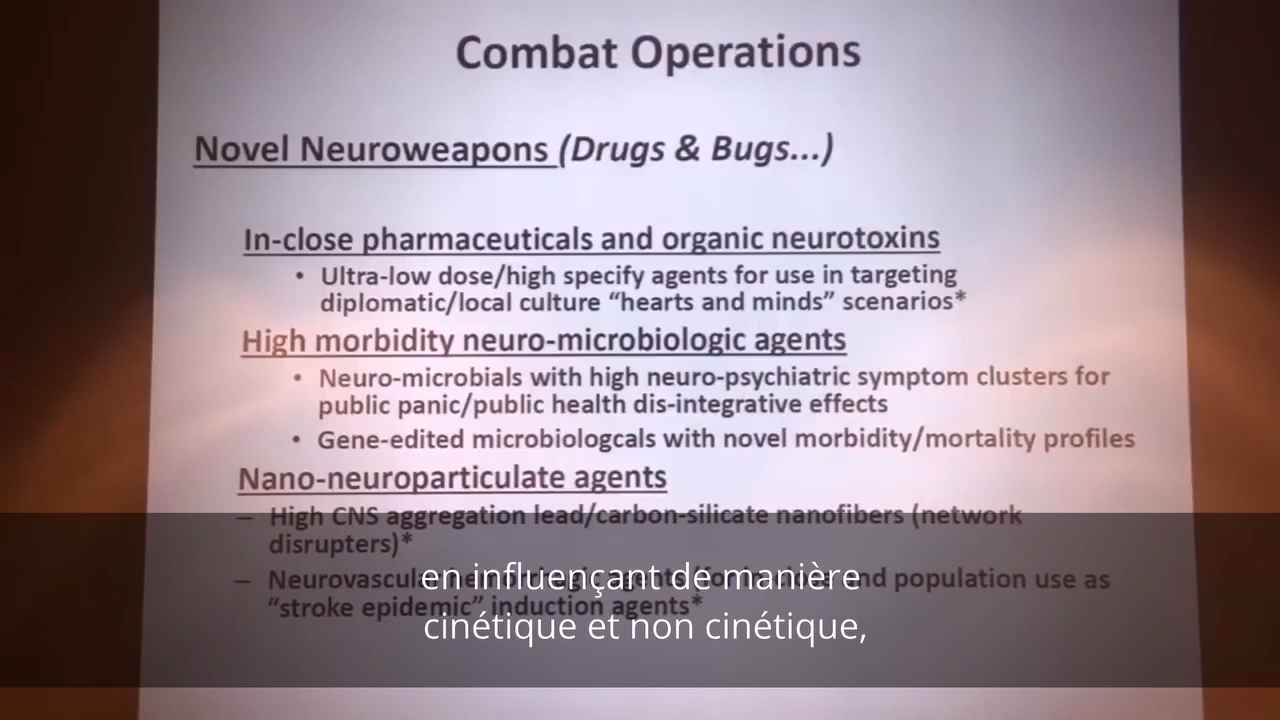 Combat Operations
Novel Neuroweapons (Drugs & Bugs...)
In-close pharmaceuticals and organic neurotoxins
• Ultra-low dose/high specify agents for use in targeting
diplomatic/local culture “hearts and minds” scenarios*
High morbidity neuro-microbiologic agents
• Neuro-microbials with high neuro-psychiatric symptom clusters for
public panic/public health dis-integrative effects
• Gene-edited microbiologcals with novel morbidity/mortality profiles
Nano-neuroparticulate agents
– High CNS aggregation lead/carbon-silicate nanofibers (network
disrupters)*
– population use as
“stroke epidemic” induction agents*
en influençant de manière
cinétique et non cinétique,